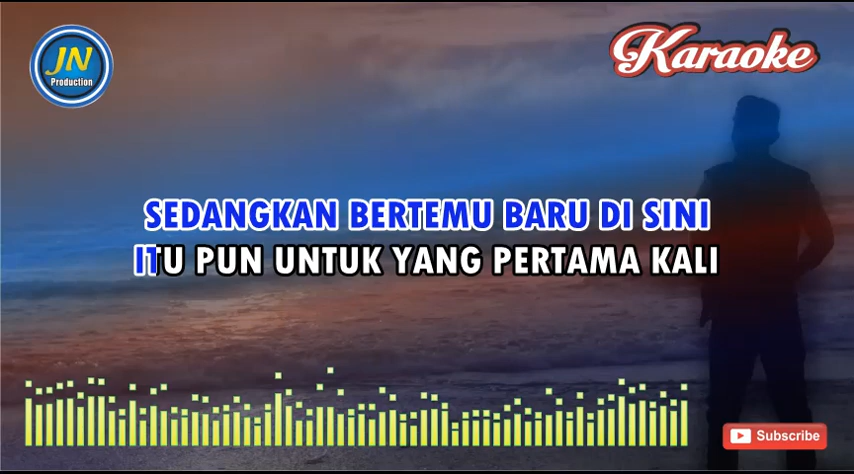 JN
Production
Karaoke
SEDANGKAN BERTEMU BARU DI SINI
ITU PUN UNTUK YANG PERTAMA KALI
Subscribe